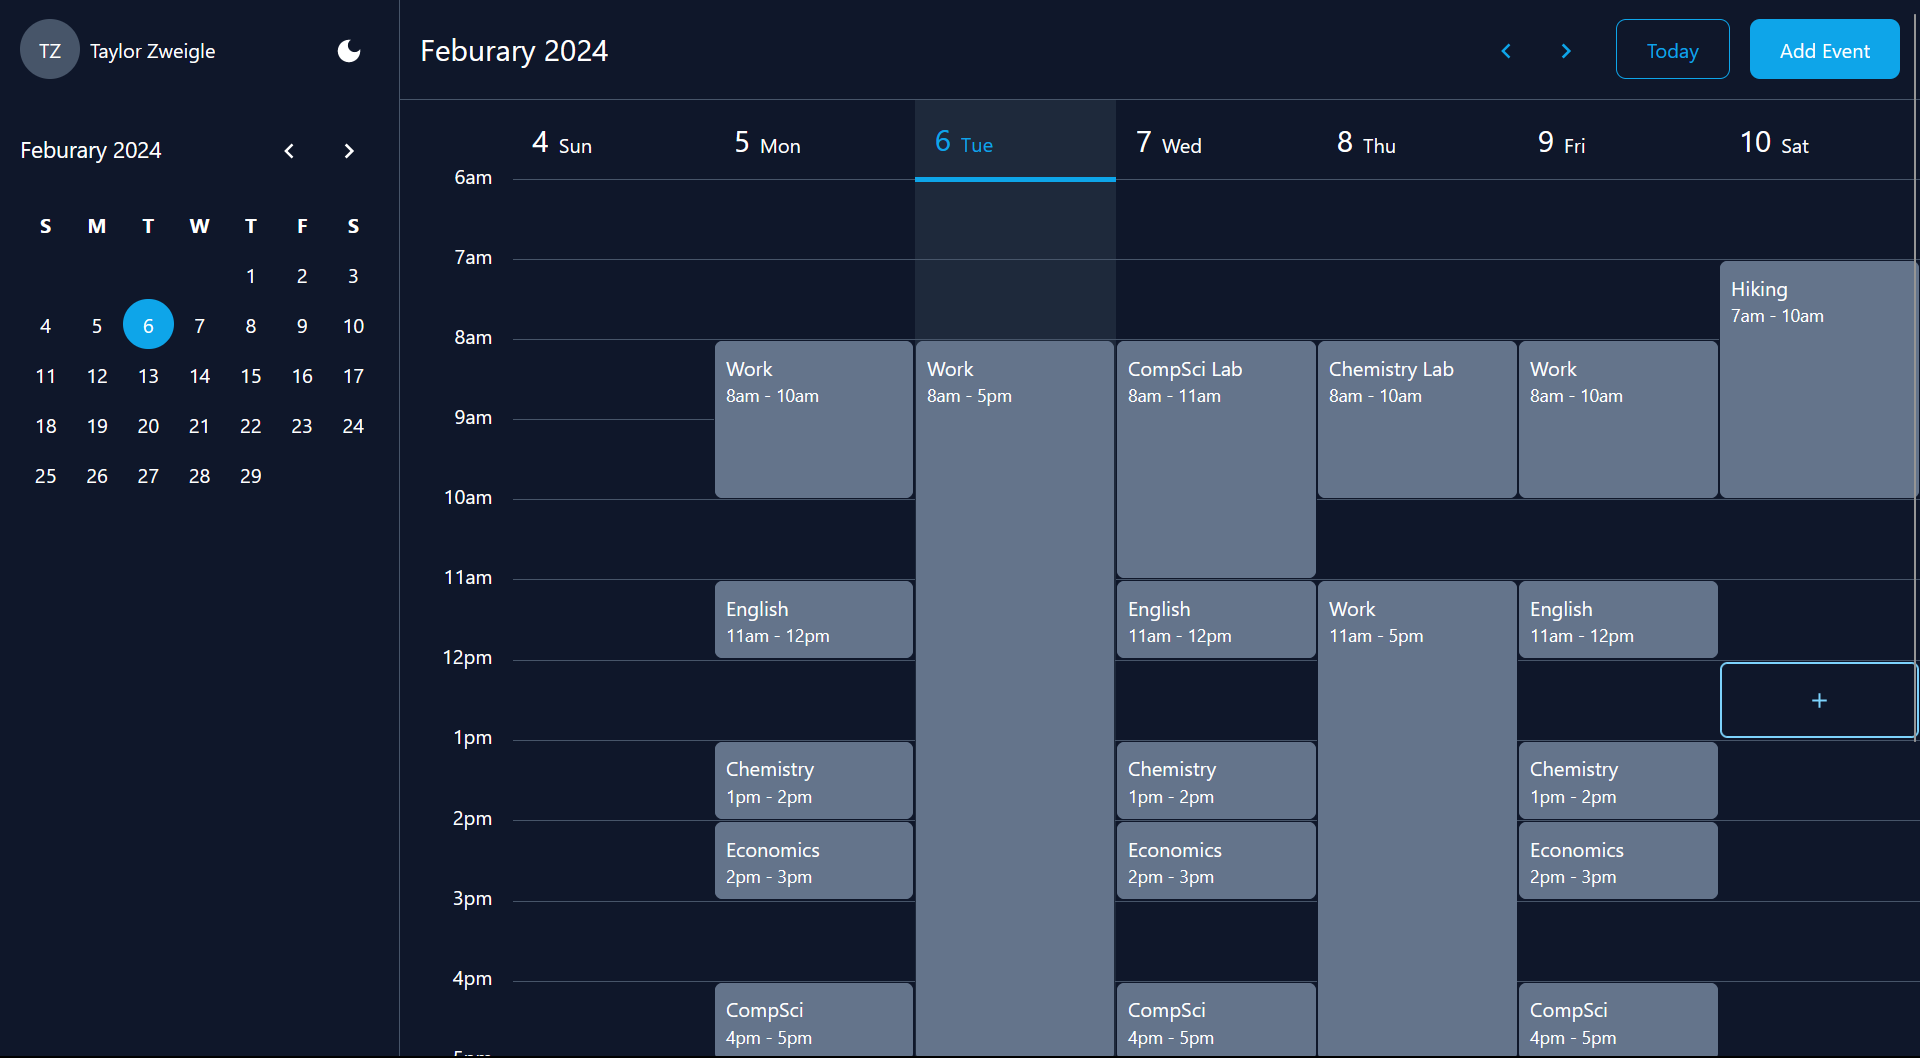 TZ
Taylor Zweigle
Feburary 2024
S M T W T F S
1 2 3
4 5 6 7 8 9 10
11 12 13 14 15 16 17
18 19 20 21 22 23 24
25 26 27 28 29
Feburary 2024
Today
Add Event
4 Sun
5 Mon
6 Tue
7 Wed
8 Thu
9 Fri
10 Sat
6am
7am
8am
9am
10am
11am
12pm
1pm
2pm
3pm
4pm
5pm
Work
8am - 10am
English
11am - 12pm
Chemistry
1pm - 2pm
Economics
2pm - 3pm
CompSci
4pm - 5pm
Work
8am - 5pm
CompSci Lab
8am - 11am
English
11am - 12pm
Chemistry
1pm - 2pm
Economics
2pm - 3pm
CompSci
4pm - 5pm
Chemistry Lab
8am - 10am
Work
11am - 5pm
Work
8am - 10am
English
11am - 12pm
Chemistry
1pm - 2pm
Economics
2pm - 3pm
CompSci
4pm - 5pm
Hiking
7am - 10am
+